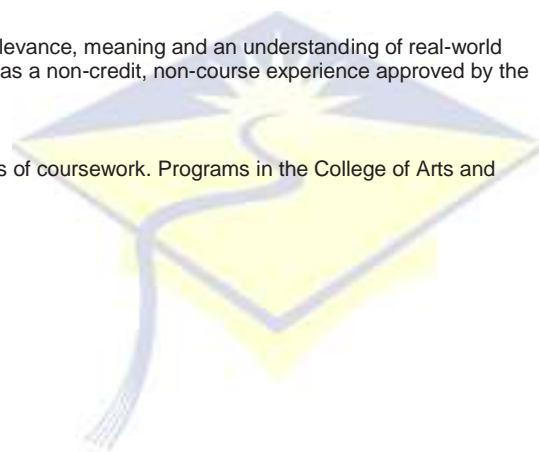 levance, meaning and an understanding of real-world
as a non-credit, non-course experience approved by the
s of coursework. Programs in the College of Arts and